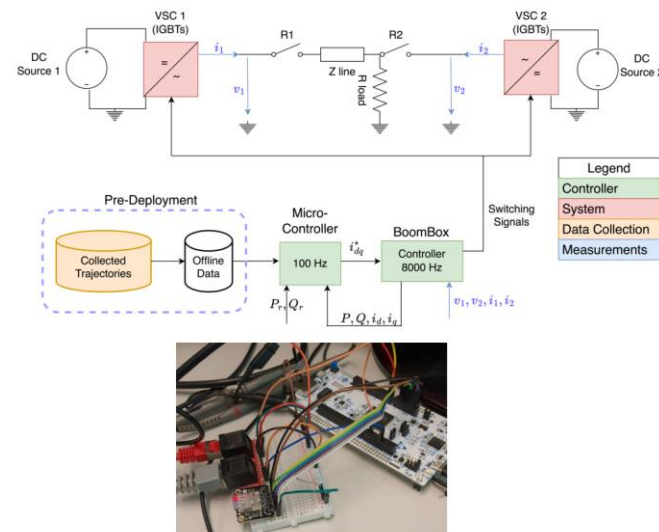 VSC 1
(IGBTs)
VSC 2
(IGBTs)
DC
Source 1
=
~
i₁
R1
Z line
R load
R2
i₂
~
=
DC
Source 2
v₁
v₂
Legend
Controller
System
Data Collection
Measurements
Switching
Signals
Pre-Deployment
Collected
Trajectories
Offline
Data
Micro-
Controller
100 Hz
i*dq
BoomBox
Controller
8000 Hz
Pr, Qr
P, Q, id, iq
v₁, v₂, i₁, i₂